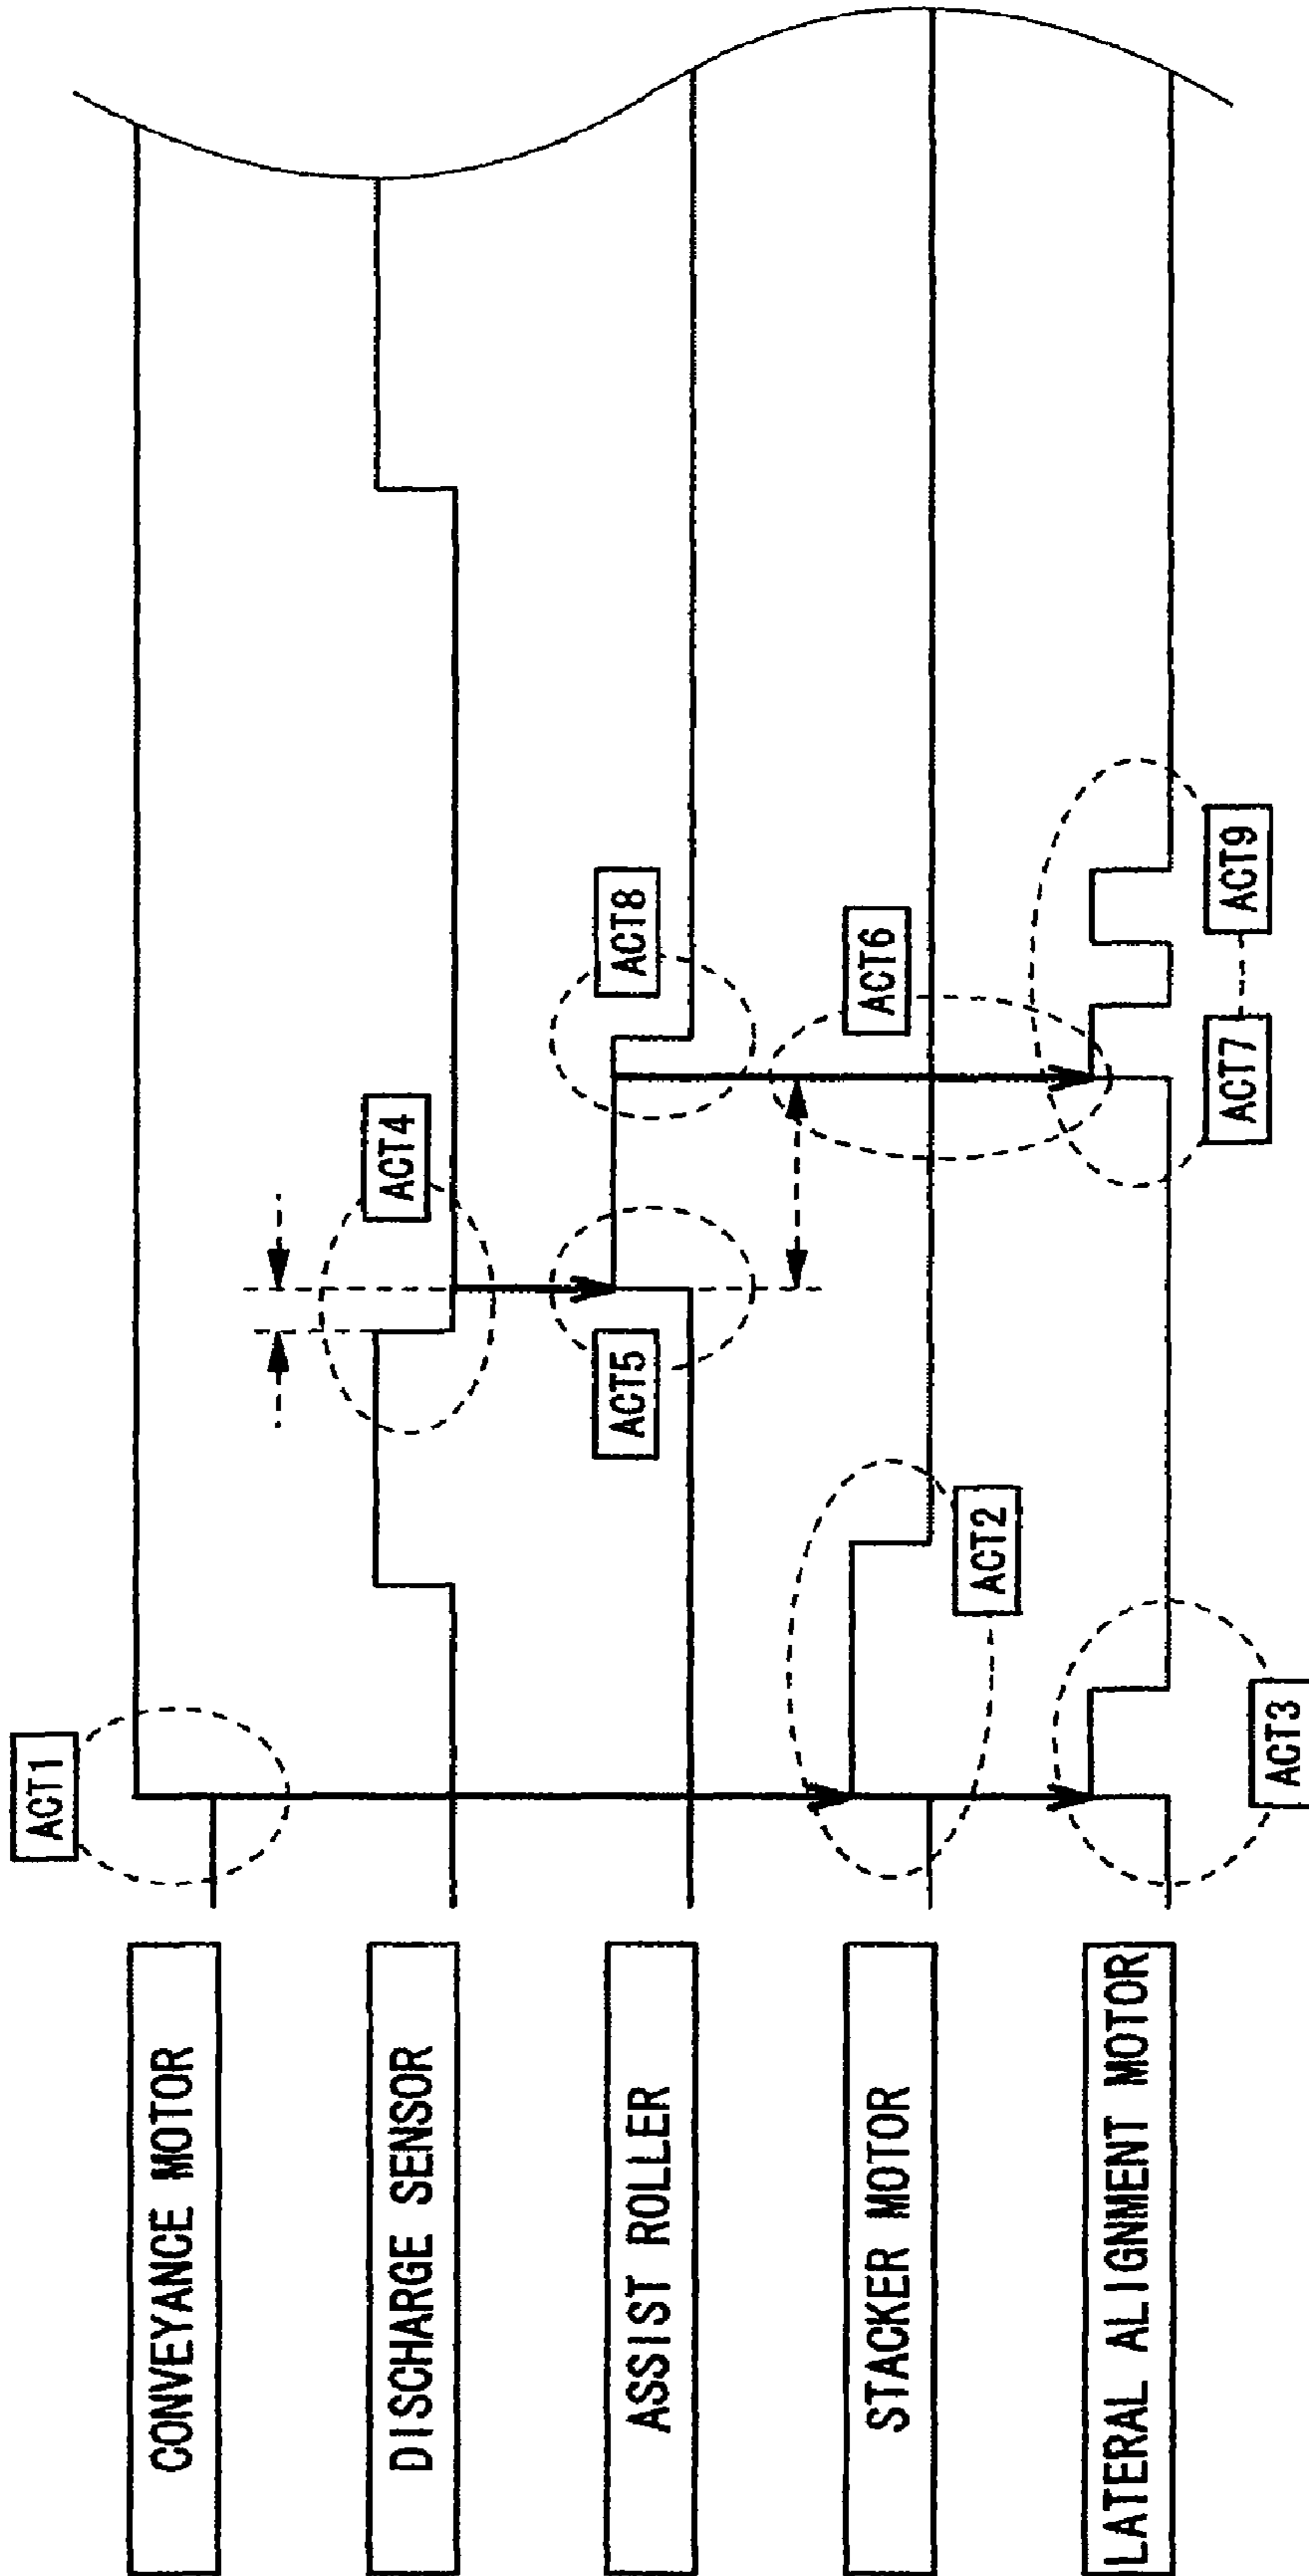 CONVEYANCE MOTOR
DISCHARGE SENSOR
ASSIST ROLLER
STACKER MOTOR
LATERAL ALIGNMENT MOTOR
ACT1
ACT4
ACT5
ACT8
ACT2
ACT6
ACT3
ACT7
ACT9